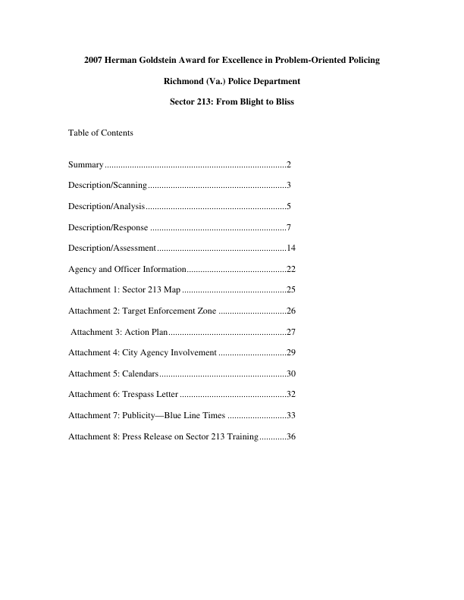 2007 Herman Goldstein Award for Excellence in Problem-Oriented Policing
Richmond (Va.) Police Department
Sector 213: From Blight to Bliss
Table of Contents
Summary................................................................................2
Description/Scanning.............................................................3
Description/Analysis..............................................................5
Description/Response ............................................................7
Description/Assessment.........................................................14
Agency and Officer Information............................................22
Attachment 1: Sector 213 Map ..............................................25
Attachment 2: Target Enforcement Zone ..............................26
Attachment 3: Action Plan....................................................27
Attachment 4: City Agency Involvement ..............................29
Attachment 5: Calendars........................................................30
Attachment 6: Trespass Letter ...............................................32
Attachment 7: Publicity—Blue Line Times ..........................33
Attachment 8: Press Release on Sector 213 Training............36